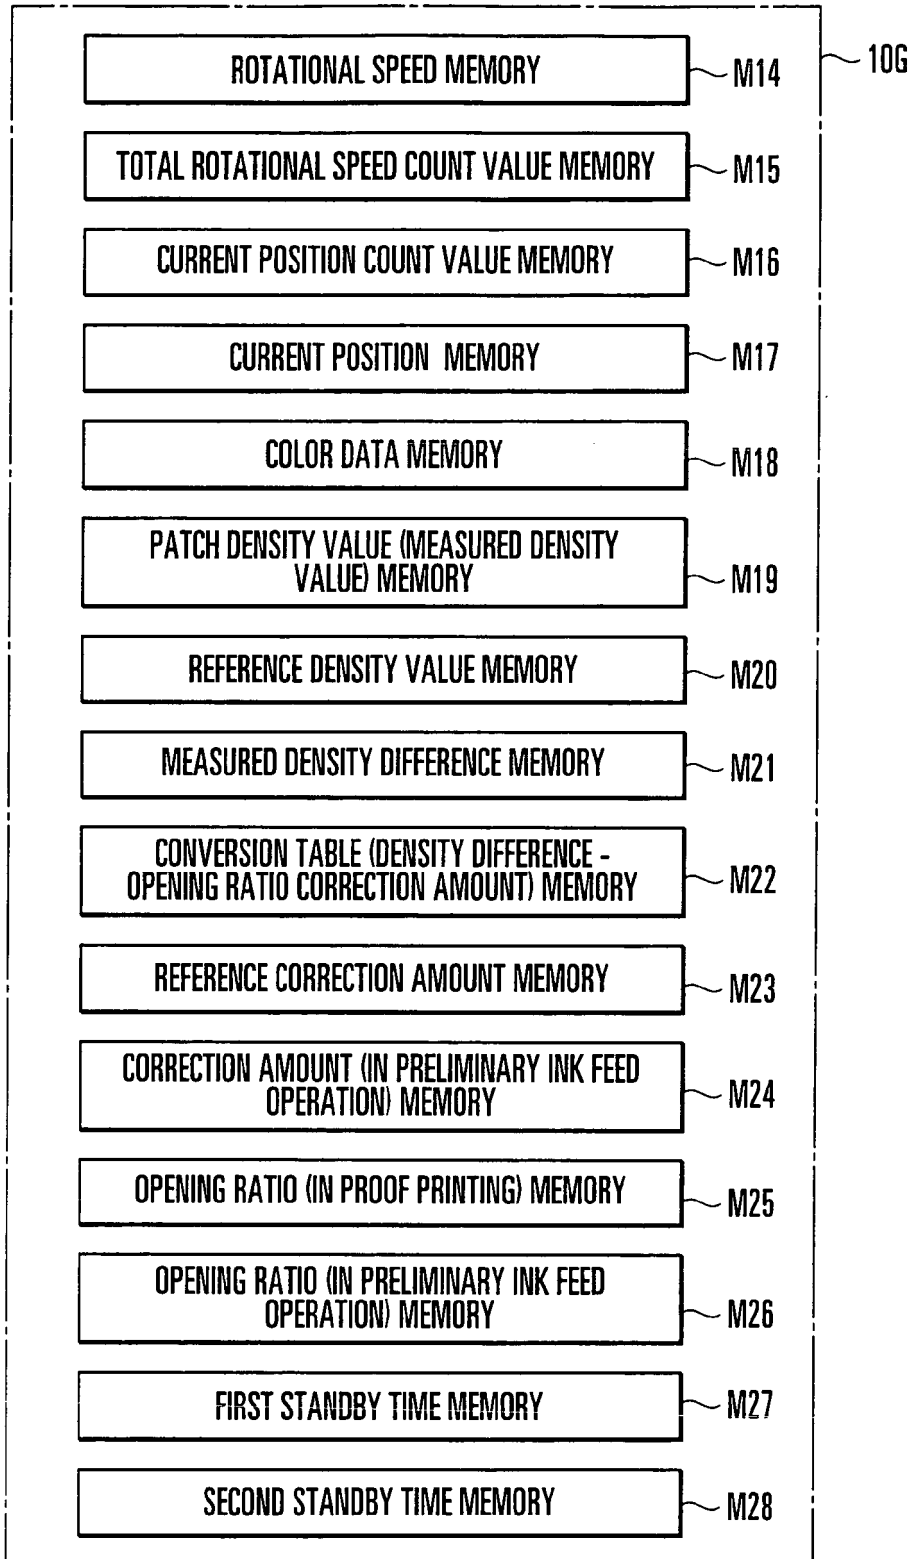 10G
ROTATIONAL SPEED MEMORY M14
TOTAL ROTATIONAL SPEED COUNT VALUE MEMORY M15
CURRENT POSITION COUNT VALUE MEMORY M16
CURRENT POSITION MEMORY M17
COLOR DATA MEMORY M18
PATCH DENSITY VALUE (MEASURED DENSITY
VALUE) MEMORY M19
REFERENCE DENSITY VALUE MEMORY M20
MEASURED DENSITY DIFFERENCE MEMORY M21
CONVERSION TABLE (DENSITY DIFFERENCE -
OPENING RATIO CORRECTION AMOUNT) MEMORY M22
REFERENCE CORRECTION AMOUNT MEMORY M23
CORRECTION AMOUNT (IN PRELIMINARY INK FEED
OPERATION) MEMORY M24
OPENING RATIO (IN PROOF PRINTING) MEMORY M25
OPENING RATIO (IN PRELIMINARY INK FEED
OPERATION) MEMORY M26
FIRST STANDBY TIME MEMORY M27
SECOND STANDBY TIME MEMORY M28